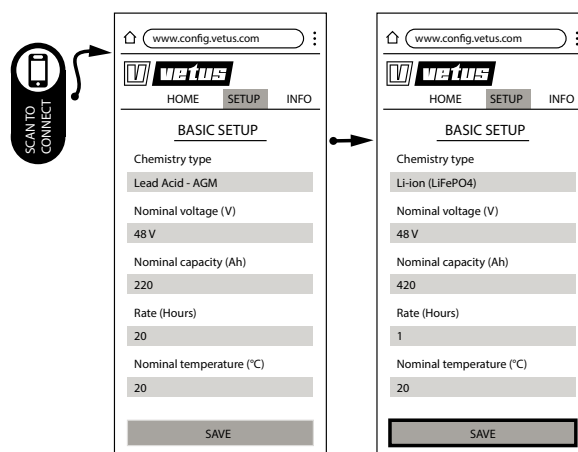 SCAN TO
CONNECT
www.config.vetus.com
V vetus
HOME SETUP INFO
BASIC SETUP
Chemistry type
Lead Acid - AGM
Nominal voltage (V)
48 V
Nominal capacity (Ah)
220
Rate (Hours)
20
Nominal temperature (°C)
20
SAVE
www.config.vetus.com
V vetus
HOME SETUP INFO
BASIC SETUP
Chemistry type
Li-ion (LiFePO4)
Nominal voltage (V)
48 V
Nominal capacity (Ah)
420
Rate (Hours)
1
Nominal temperature (°C)
20
SAVE